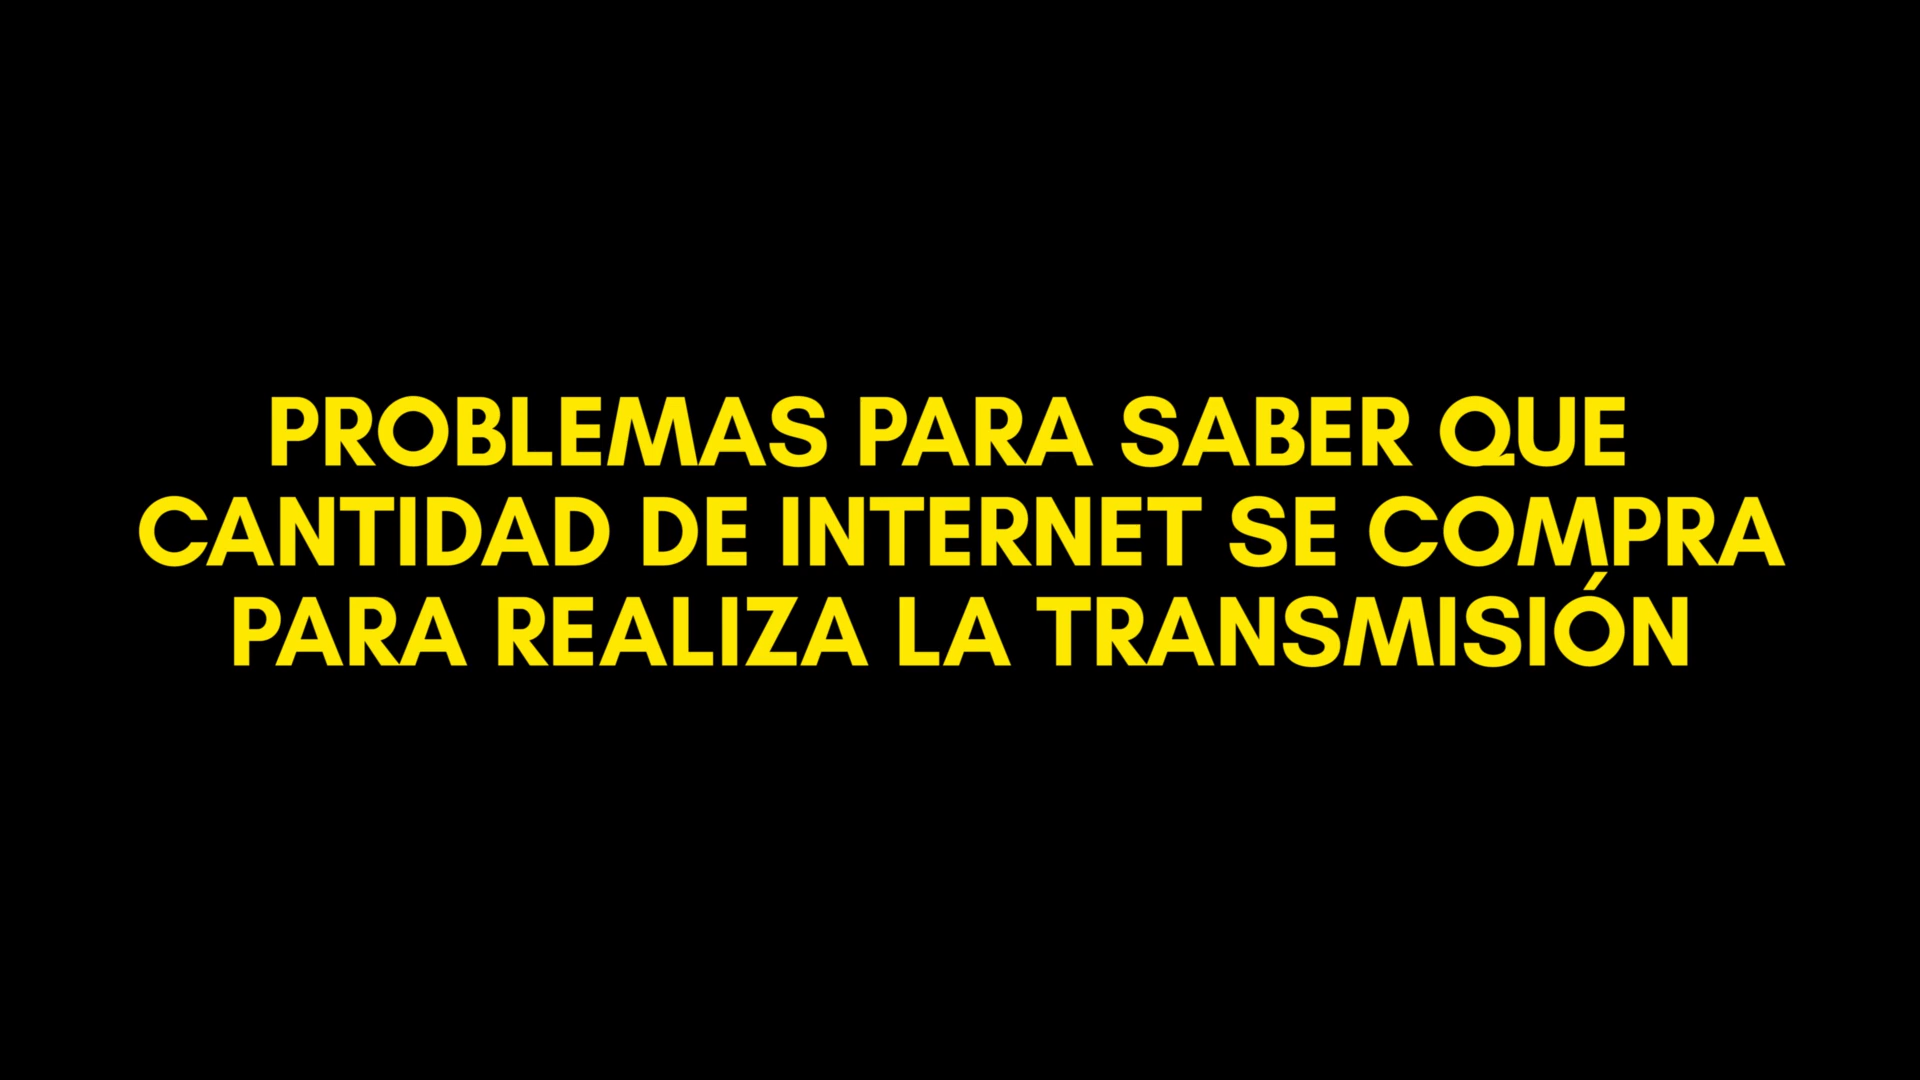 PROBLEMAS PARA SABER QUE
CANTIDAD DE INTERNET SE COMPRA
PARA REALIZA LA TRANSMISIÓN